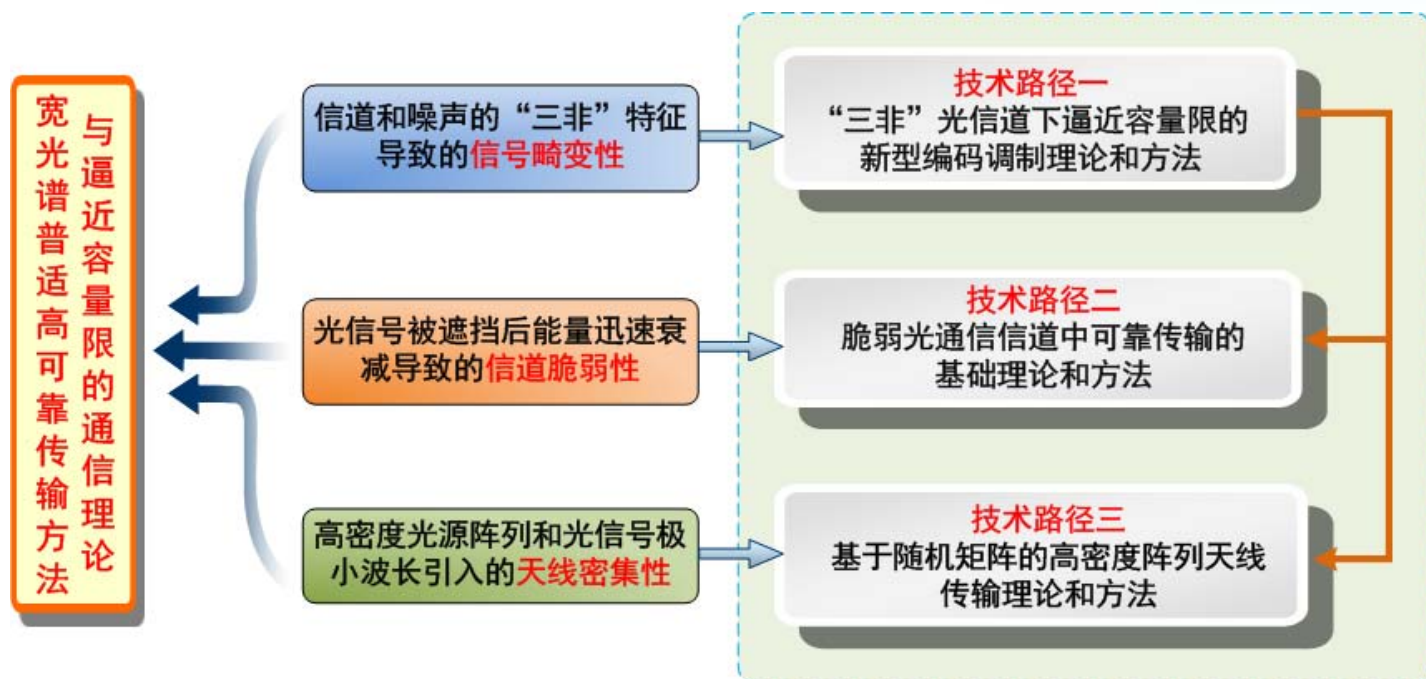 宽光谱普适高可靠传输方法
与逼近容量限的通信理论
信道和噪声的“三非”特征
导致的信号畸变性
光信号被遮挡后能量迅速衰
减导致的信道脆弱性
高密度光源阵列和光信号极
小波长引入的天线密集性
技术路径一
“三非”光信道下逼近容量限的
新型编码调制理论和方法
技术路径二
脆弱光通信信道中可靠传输的
基础理论和方法
技术路径三
基于随机矩阵的高密度阵列天线
传输理论和方法